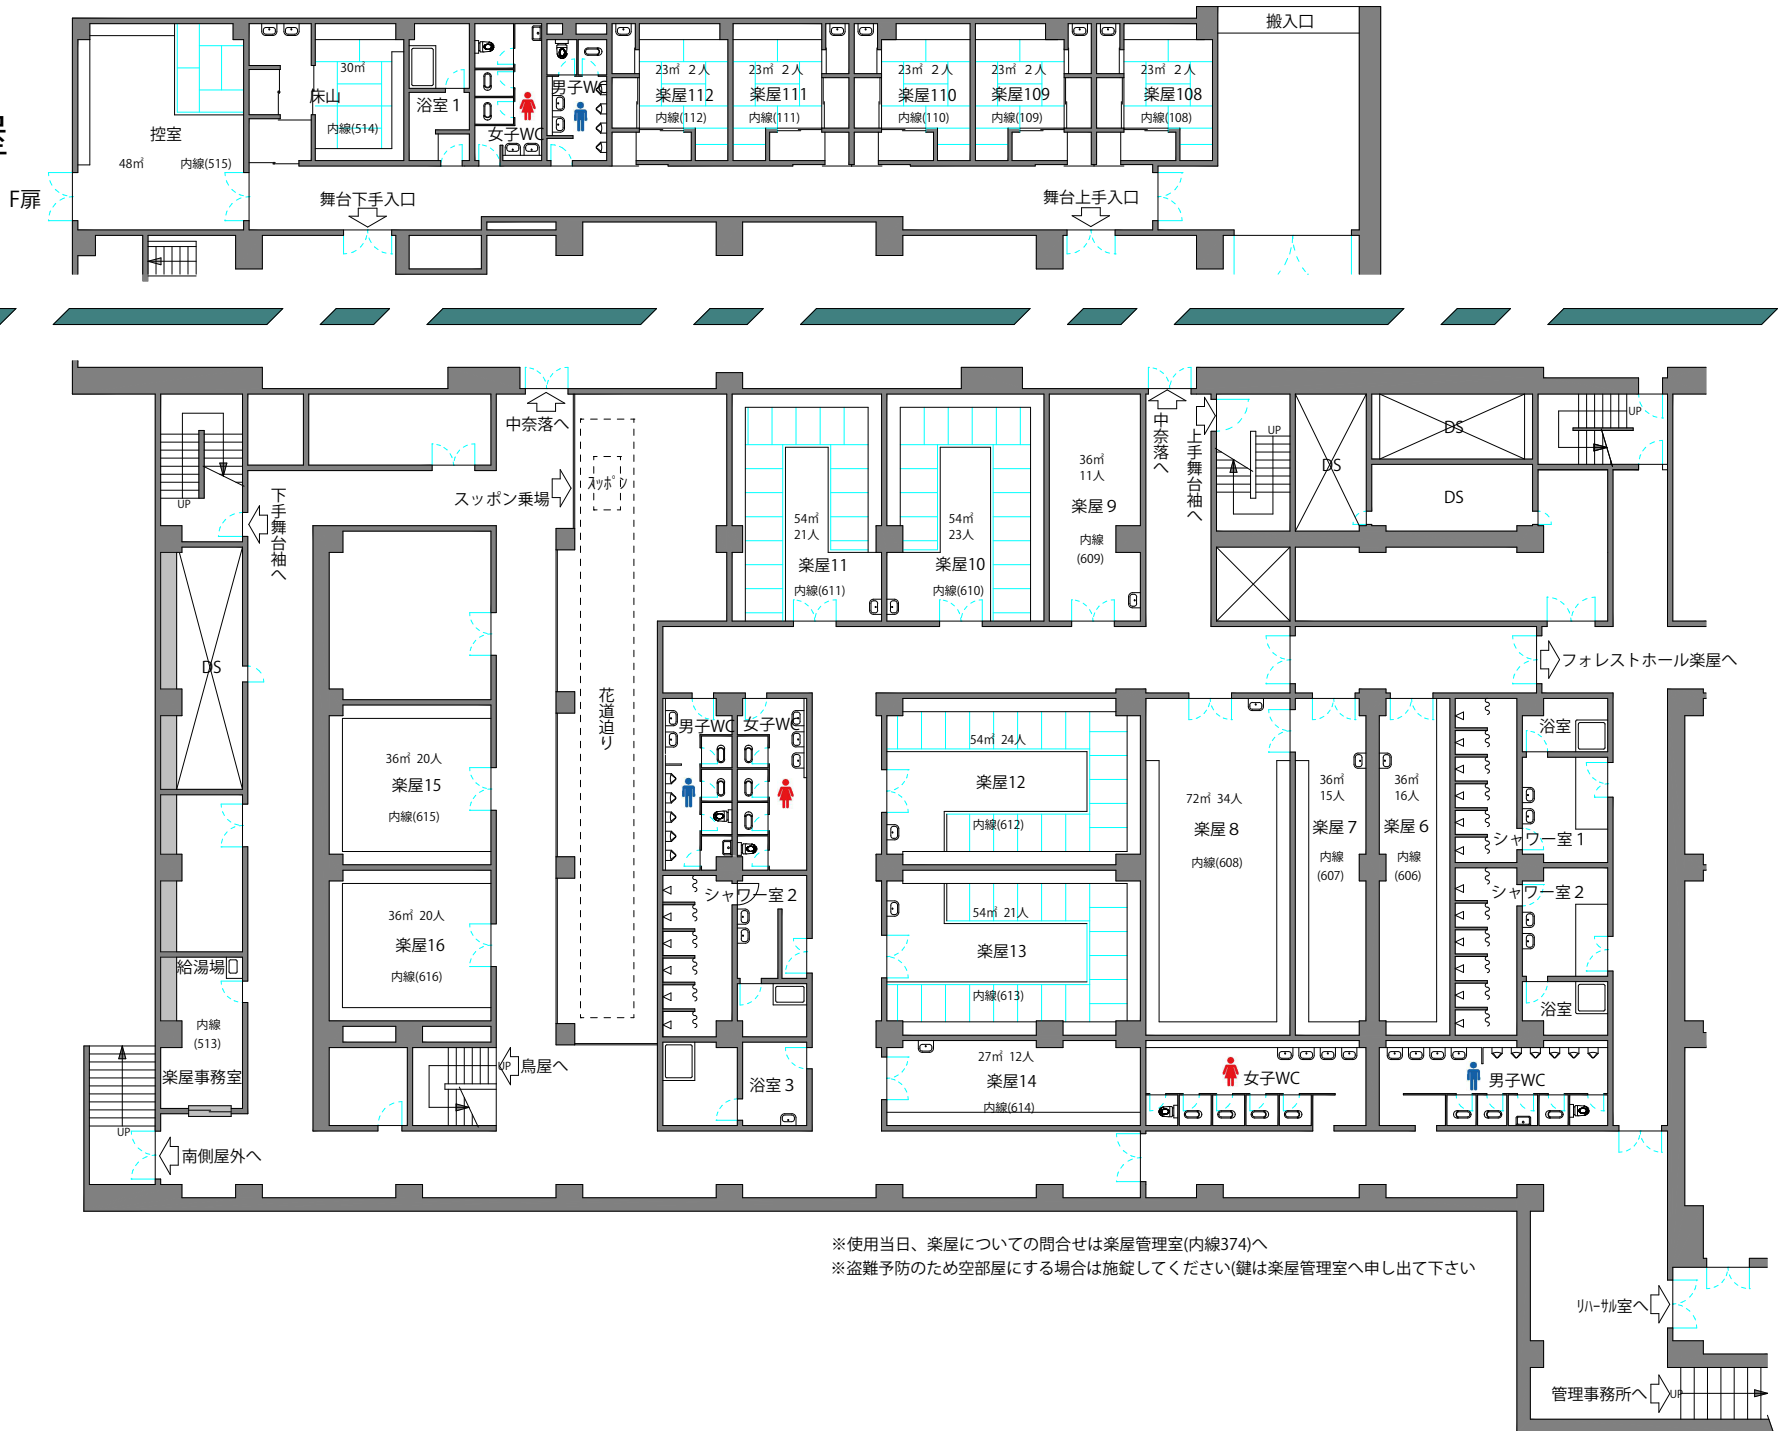 搬入口
30㎡
床山
内線(514)
浴室１
女子WC
男子WC
23㎡ 2人
楽屋112
内線(112)
23㎡ 2人
楽屋111
内線(111)
23㎡ 2人
楽屋110
内線(110)
23㎡ 2人
楽屋109
内線(109)
23㎡ 2人
楽屋108
内線(108)
控室
48㎡
内線(515)
F扉
舞台下手入口
舞台上手入口
中奈落へ
スッポン乗場
スッポン
UP
下手舞台袖へ
DS
54㎡
21人
楽屋11
内線(611)
54㎡
23人
楽屋10
内線(610)
36㎡
11人
楽屋９
内線
(609)
中奈落へ
上手舞台袖へ
UP
DS
DS
DS
UP
フォレストホール楽屋へ
花道迫り
36㎡ 20人
楽屋15
内線(615)
36㎡ 20人
楽屋16
内線(616)
男子WC
女子WC
シャワー室２
浴室３
54㎡ 24人
楽屋12
内線(612)
54㎡ 21人
楽屋13
内線(613)
27㎡ 12人
楽屋14
内線(614)
72㎡ 34人
楽屋８
内線(608)
36㎡
15人
楽屋７
内線
(607)
36㎡
16人
楽屋６
内線
(606)
浴室
シャワー室１
シャワー室２
浴室
女子WC
男子WC
給湯場
内線
(513)
楽屋事務室
UP
鳥屋へ
UP
南側屋外へ
※使用当日、楽屋についての問合せは楽屋管理室(内線374)へ
※盗難予防のため空部屋にする場合は施錠してください(鍵は楽屋管理室へ申し出て下さい
リハーサル室へ
管理事務所へ
UP